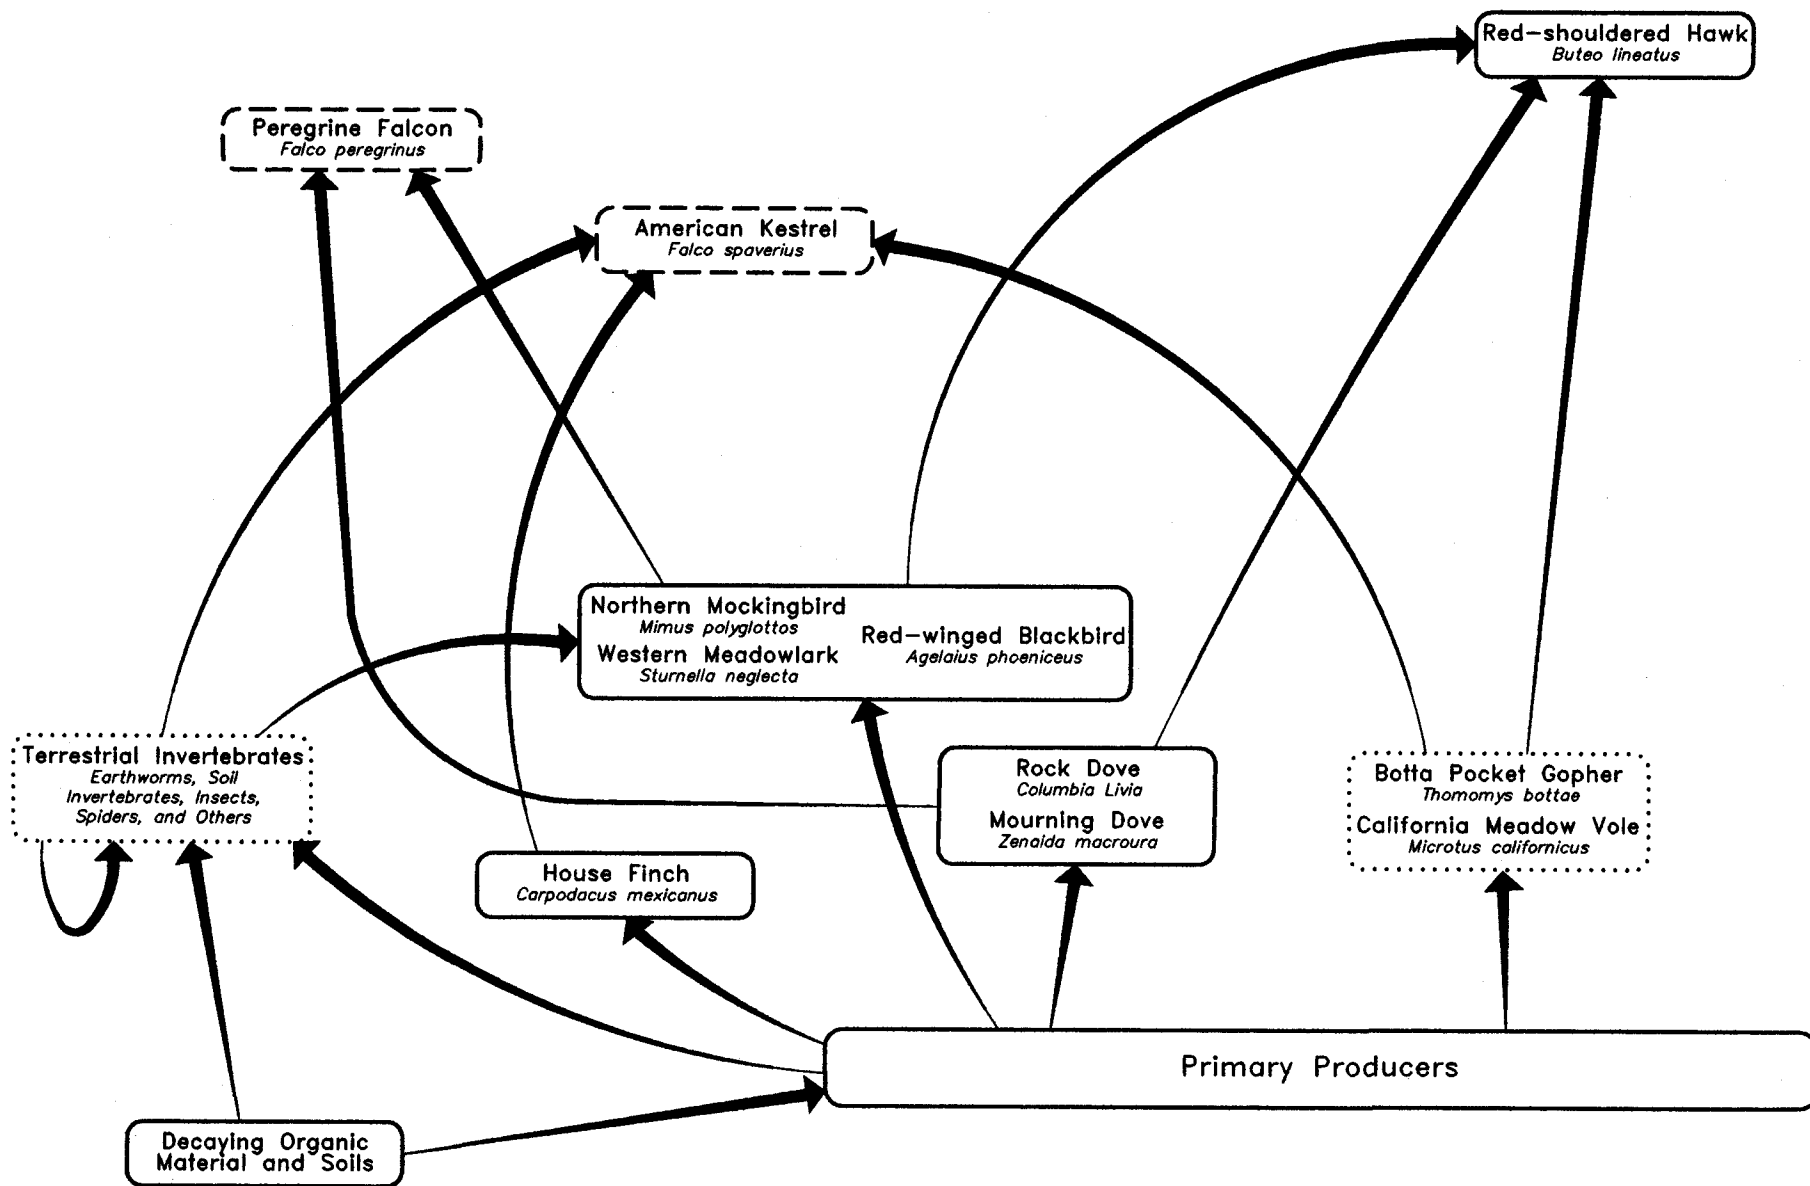 Red-shouldered Hawk
Buteo lineatus
Peregrine Falcon
Falco peregrinus
American Kestrel
Falco spaverius
Northern Mockingbird
Mimus polyglottos
Western Meadowlark
Sturnella neglecta
Red-winged Blackbird
Agelaius phoeniceus
Terrestrial Invertebrates
Earthworms, Soil
Invertebrates, Insects,
Spiders, and Others
Rock Dove
Columbia Livia
Mourning Dove
Zenaida macroura
Botta Pocket Gopher
Thomomys bottae
California Meadow Vole
Microtus californicus
House Finch
Carpodacus mexicanus
Primary Producers
Decaying Organic
Material and Soils